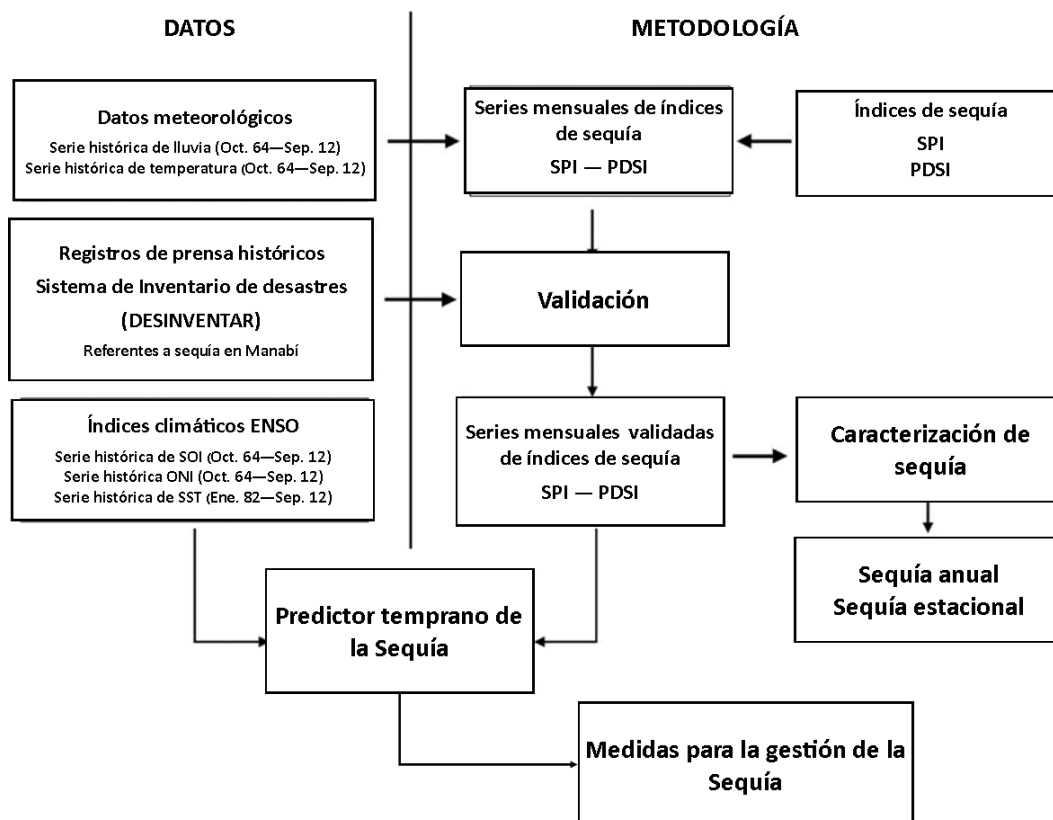 DATOS
METODOLOGÍA
Datos meteorológicos
Serie histórica de lluvia (Oct. 64—Sep. 12)
Serie histórica de temperatura (Oct. 64—Sep. 12)
Series mensuales de índices
de sequía
SPI — PDSI
Índices de sequía
SPI
PDSI
Registros de prensa históricos
Sistema de Inventario de desastres
(DESINVENTAR)
Referentes a sequía en Manabí
Validación
Índices climáticos ENSO
Serie histórica de SOI (Oct. 64—Sep. 12)
Serie histórica ONI (Oct. 64—Sep. 12)
Serie histórica de SST (Ene. 82—Sep. 12)
Series mensuales validadas
de índices de sequía
SPI — PDSI
Caracterización de
sequía
Sequía anual
Sequía estacional
Predictor temprano de
la Sequía
Medidas para la gestión de la
Sequía